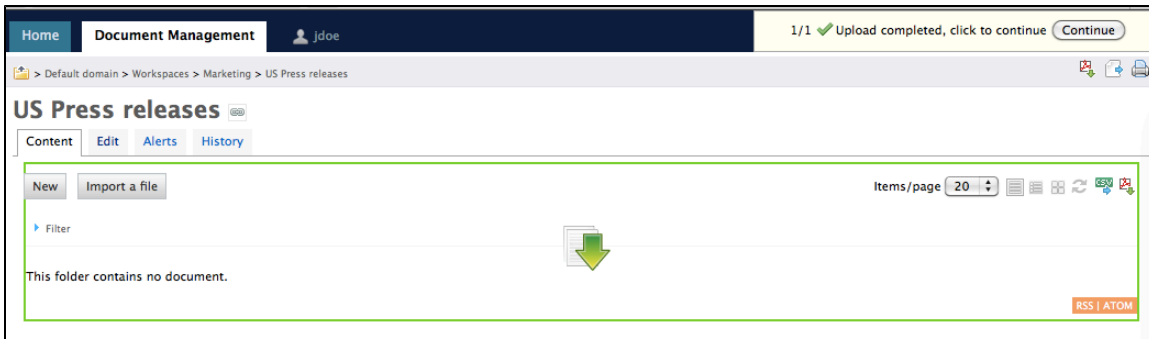 Home Document Management jdoe 1/1 Upload completed, click to continue Continue
> Default domain > Workspaces > Marketing > US Press releases
US Press releases
Content Edit Alerts History
New Import a file Items/page 20 CSV
Filter
This folder contains no document.
RSS | ATOM